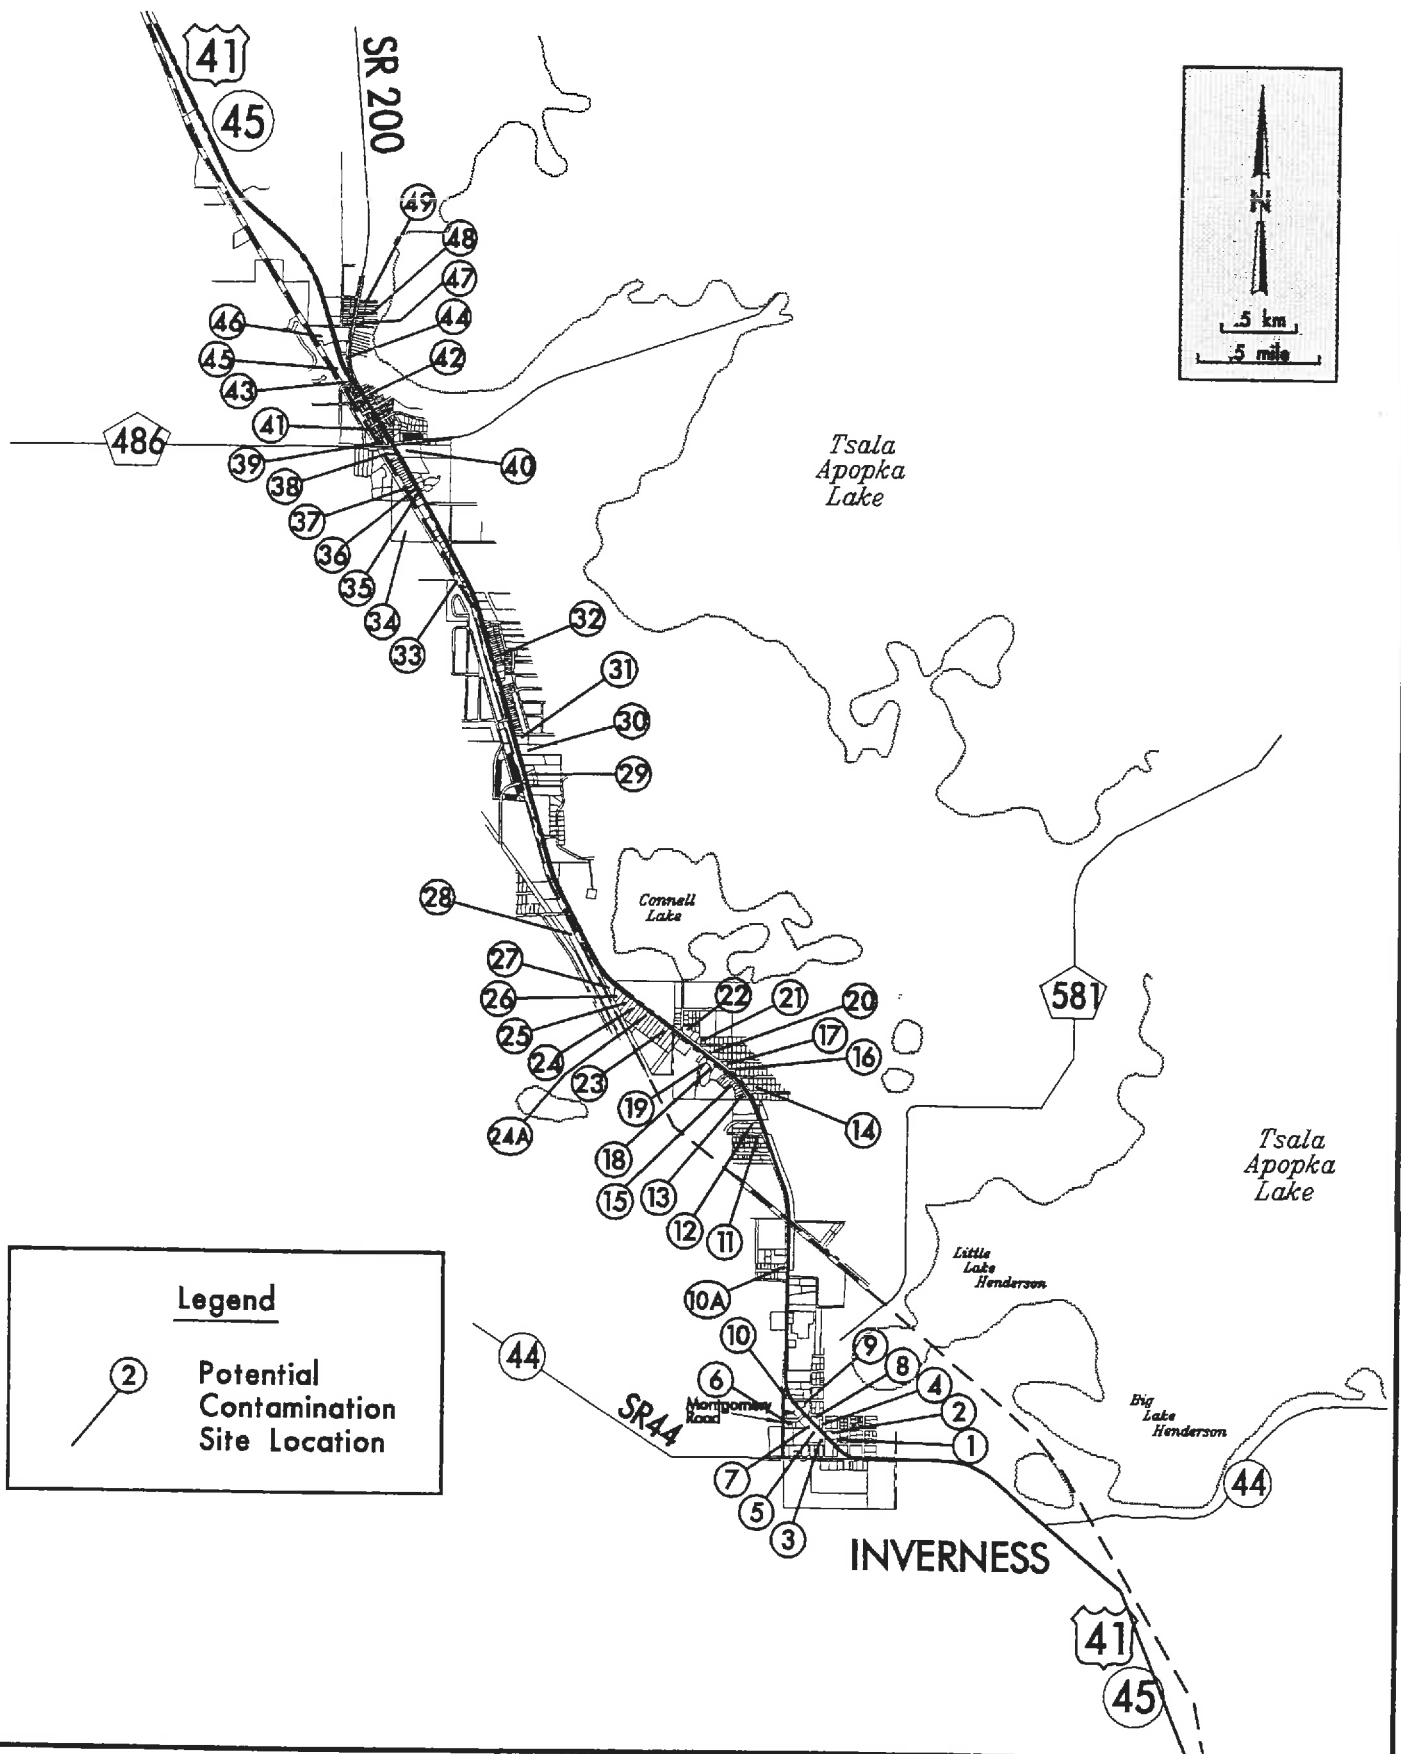 41
45
SR 200
N
.5 km
.5 mile
49
48
47
44
46
45
42
43
41
486
39
40
38
37
36
35
34
33
Tsala
Apopka
Lake
32
31
30
29
28
Connell
Lake
27
26
25
24
23
24A
22
21
20
17
16
14
19
18
15
13
12
11
581
Tsala
Apopka
Lake
Little
Lake
Henderson
10A
10
9
8
6
4
Montgomery
Road
2
1
7
5
3
44
SR44
Big
Lake
Henderson
44
INVERNESS
41
45
Legend
2
Potential
Contamination
Site Location